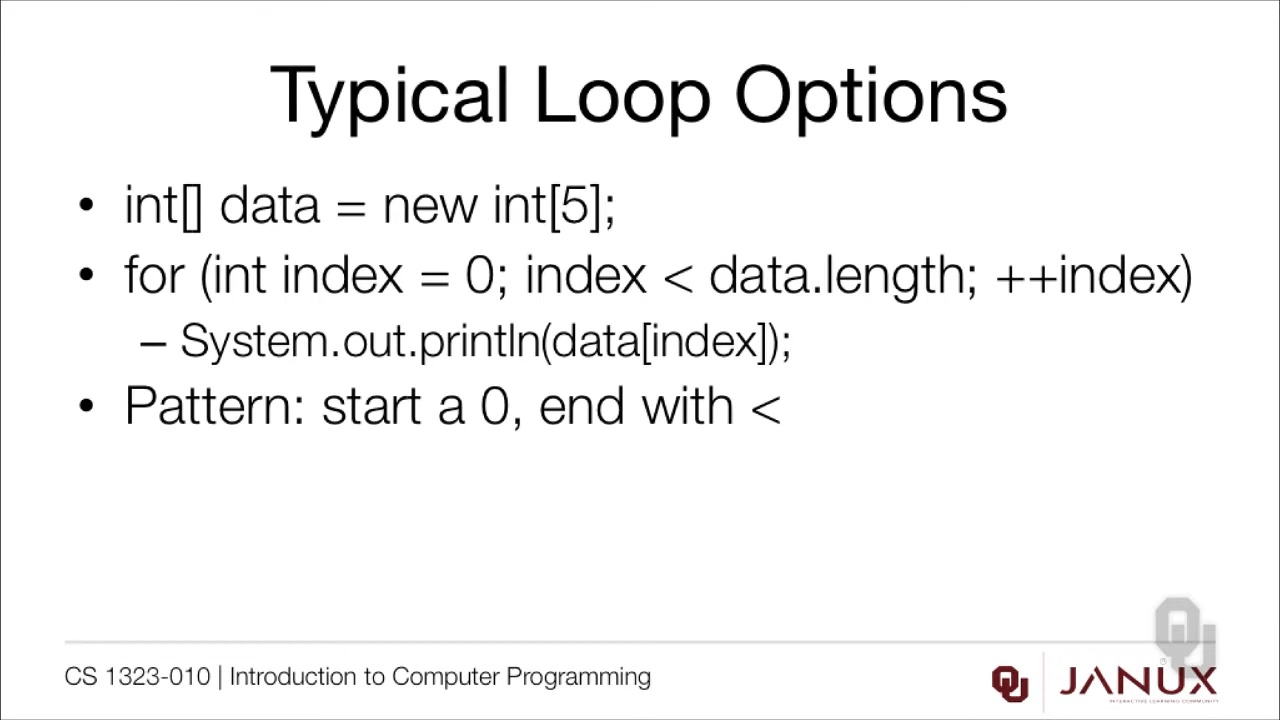 Typical Loop Options
• int[] data = new int[5];
• for (int index = 0; index < data.length; ++index)
– System.out.println(data[index]);
• Pattern: start a 0, end with <
CS 1323-010 | Introduction to Computer Programming
JANUX
INTERACTIVE LEARNING COMMUNITY